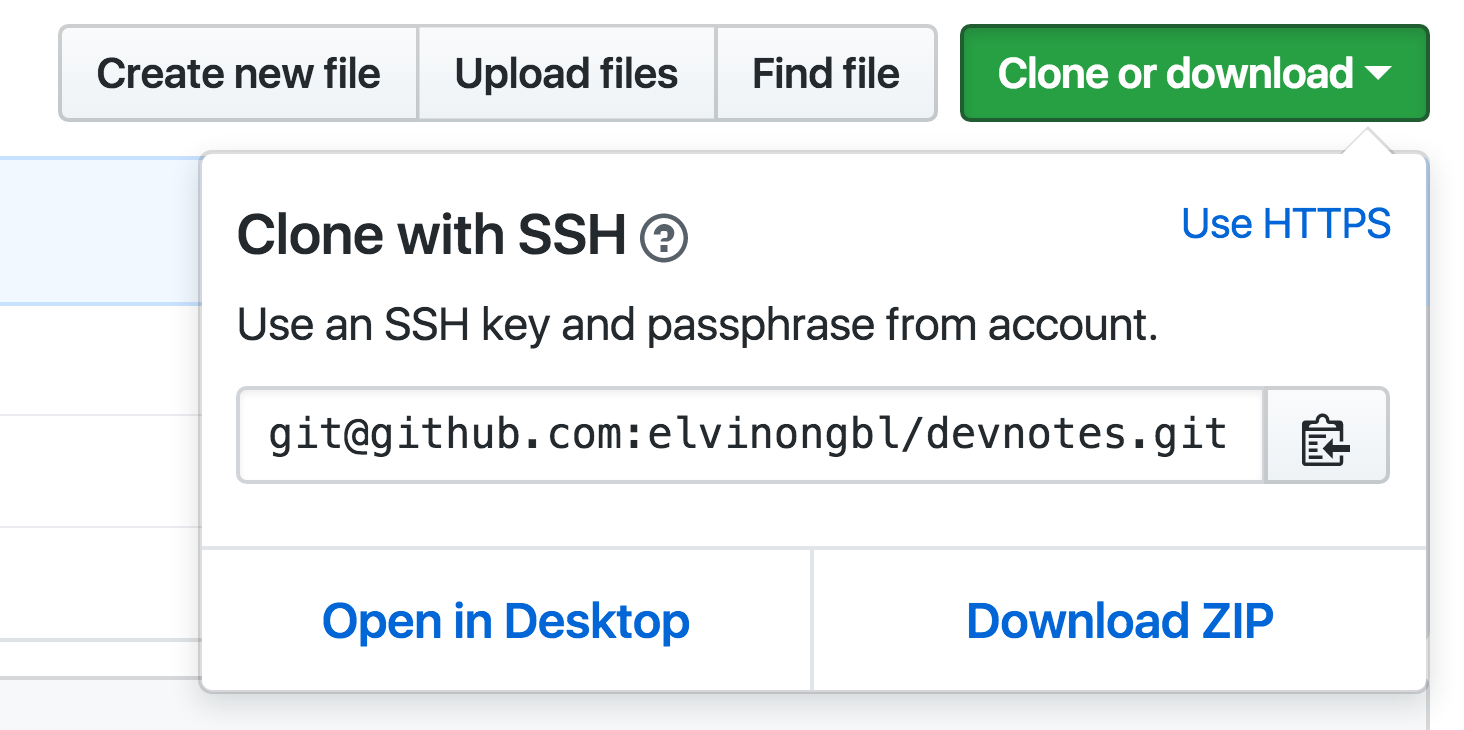 Create new file Upload files Find file Clone or download
Clone with SSH ? Use HTTPS
Use an SSH key and passphrase from account.
git@github.com:elvinongbl/devnotes.git
Open in Desktop Download ZIP